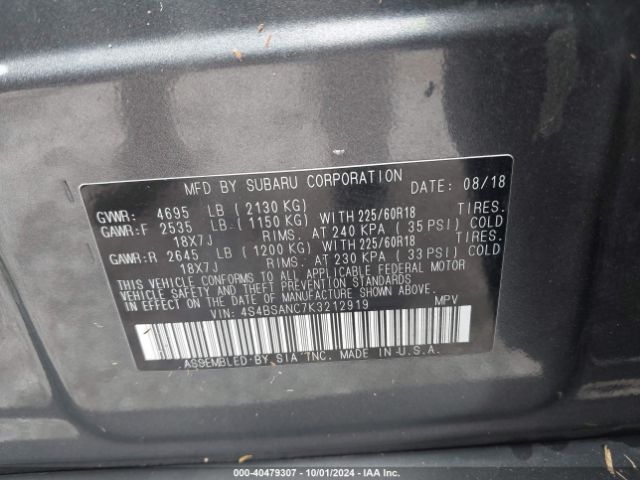 MFD BY SUBARU CORPORATION DATE: 08/18
GVWR: 4695 LB ( 2130 KG)
GAWR:F 2535 LB ( 1150 KG) WITH 225/60R18 TIRES.
18X7J RIMS. AT 240 KPA ( 35 PSI) COLD
GAWR:R 2645 LB ( 1200 KG) WITH 225/60R18 TIRES.
18X7J RIMS. AT 230 KPA ( 33 PSI) COLD
THIS VEHICLE CONFORMS TO ALL APPLICABLE FEDERAL MOTOR
VEHICLE SAFETY AND THEFT PREVENTION STANDARDS
IN EFFECT ON THE DATE OF MANUFACTURE SHOWN ABOVE.
VIN: 4S4BSANC7K3212919 MPV
ASSEMBLED BY SIA INC. MADE IN U.S.A.
000-40479307 - 10/01/2024 - IAA Inc.